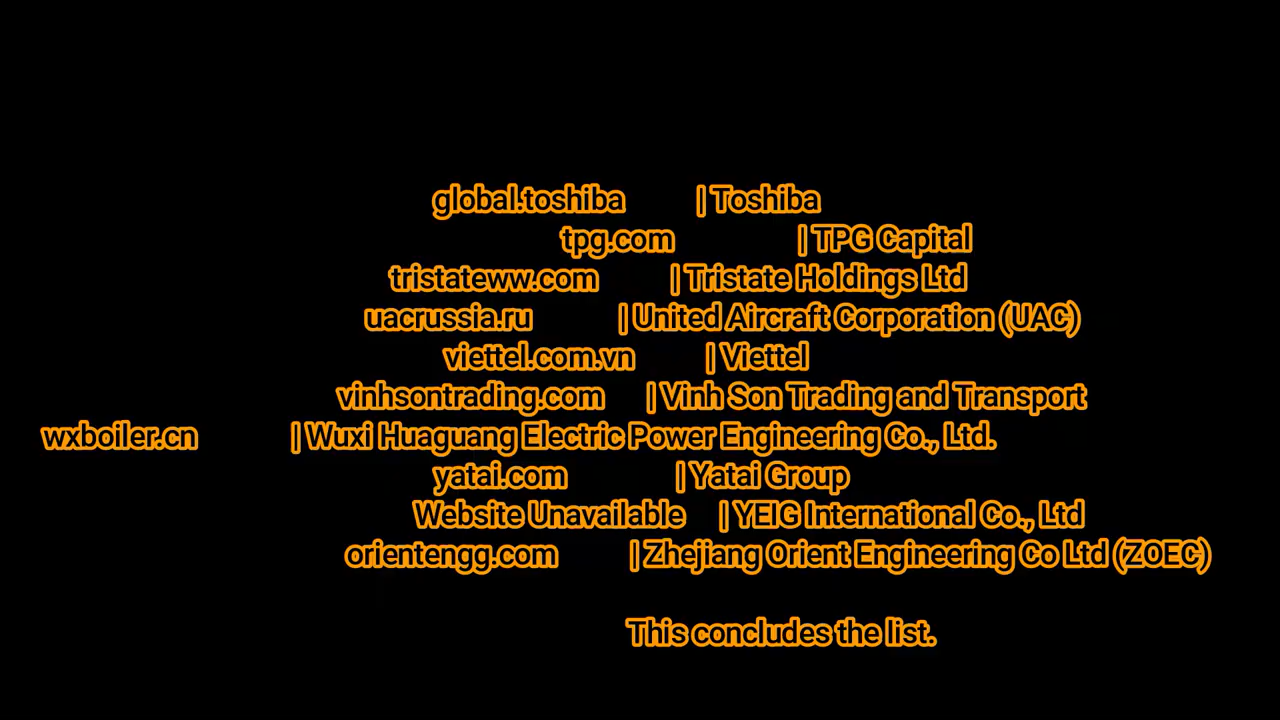 global.toshiba | Toshiba
tpg.com | TPG Capital
tristateww.com | Tristate Holdings Ltd
uacrussia.ru | United Aircraft Corporation (UAC)
viettel.com.vn | Viettel
vinhsontrading.com | Vinh Son Trading and Transport
wxboiler.cn | Wuxi Huaguang Electric Power Engineering Co., Ltd.
yatai.com | Yatai Group
Website Unavailable | YEIG International Co., Ltd
orientengg.com | Zhejiang Orient Engineering Co Ltd (ZOEC)
This concludes the list.